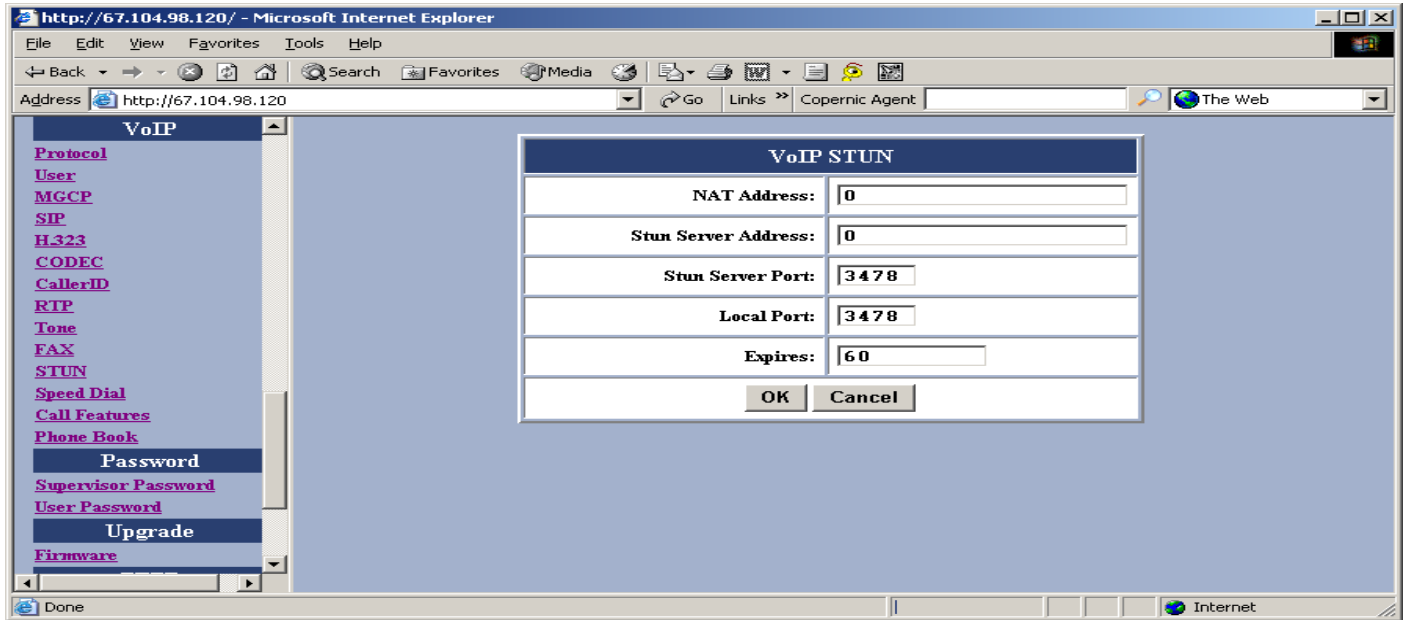 http://67.104.98.120/ - Microsoft Internet Explorer
File Edit View Favorites Tools Help
Back Search Favorites Media
Address http://67.104.98.120 Go Links » Copernic Agent The Web
VoIP
Protocol
User
MGCP
SIP
H.323
CODEC
CallerID
RTP
Tone
FAX
STUN
Speed Dial
Call Features
Phone Book
Password
Supervisor Password
User Password
Upgrade
Firmware
VoIP STUN
NAT Address: 0
Stun Server Address: 0
Stun Server Port: 3478
Local Port: 3478
Expires: 60
OK Cancel
Done Internet